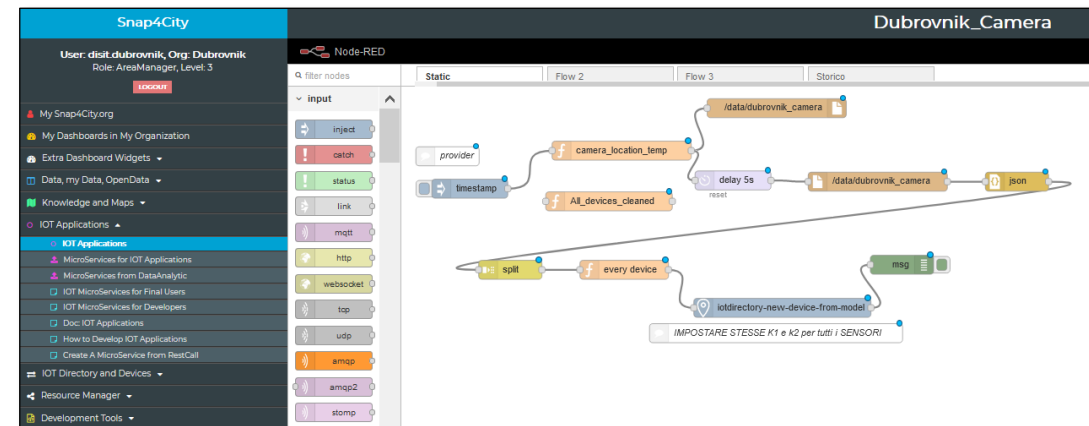 Snap4City
Dubrovnik_Camera
User: disit.dubrovnik, Org: Dubrovnik
Role: AreaManager, Level: 3
LOGOUT
My Snap4City.org
My Dashboards in My Organization
Extra Dashboard Widgets
Data, my Data, OpenData
Knowledge and Maps
IOT Applications
IOT Applications
MicroServices for IOT Applications
MicroServices from DataAnalytic
IOT MicroServices for Final Users
IOT MicroServices for Developers
Doc: IOT Applications
How to Develop IOT Applications
Create A MicroService from RestCall
IOT Directory and Devices
Resource Manager
Development Tools
Node-RED
filter nodes
input
inject
catch
status
link
mqtt
http
websocket
tcp
udp
amqp
amqp2
stomp
Static
Flow 2
Flow 3
Storico
/data/dubrovnik_camera
provider
camera_location_temp
timestamp
delay 5s
reset
/data/dubrovnik_camera
json
All_devices_cleaned
split
every device
msg
iotdirectory-new-device-from-model
IMPOSTARE STESSE K1 e k2 per tutti i SENSORI